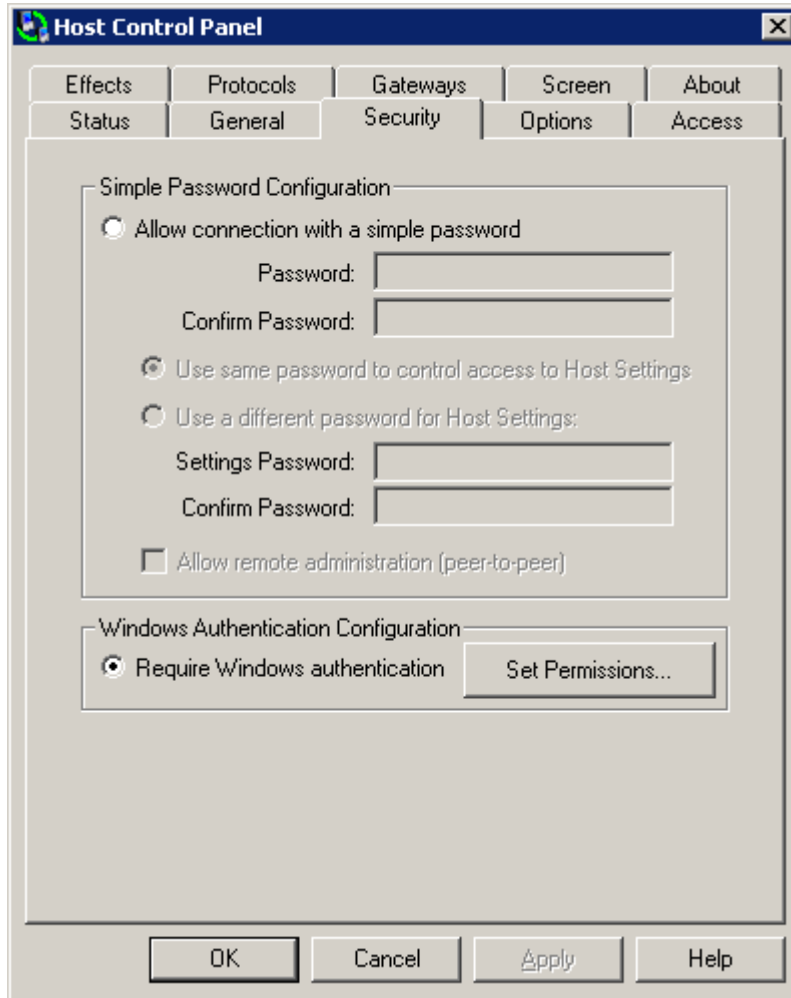 Host Control Panel
Effects Protocols Gateways Screen About
Status General Security Options Access
Simple Password Configuration
Allow connection with a simple password
Password:
Confirm Password:
Use same password to control access to Host Settings
Use a different password for Host Settings:
Settings Password:
Confirm Password:
Allow remote administration (peer-to-peer)
Windows Authentication Configuration
Require Windows authentication Set Permissions...
OK Cancel Apply Help